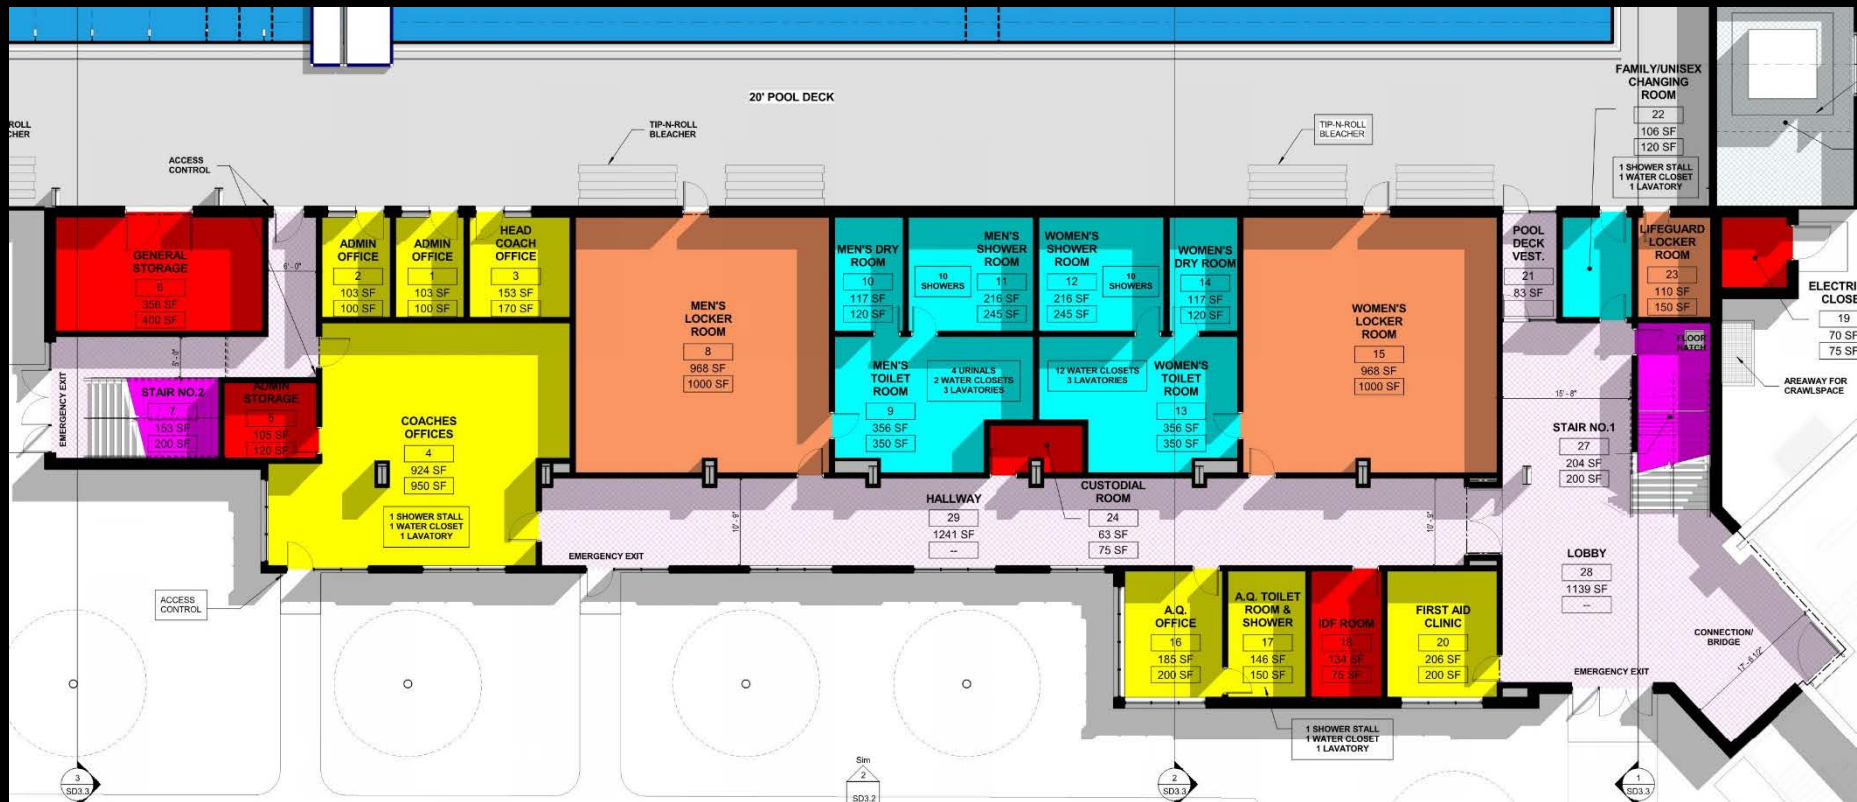 20' POOL DECK
FAMILY/UNISEX
CHANGING
ROOM
22
106 SF
120 SF
1 SHOWER STALL
1 WATER CLOSET
1 LAVATORY
TIP-N-ROLL
BLEACHER
TIP-N-ROLL
BLEACHER
-ROLL
CHER
ACCESS
CONTROL
GENERAL
STORAGE
6
356 SF
400 SF
6' - 0"
ADMIN
OFFICE
2
103 SF
100 SF
ADMIN
OFFICE
1
103 SF
100 SF
HEAD
COACH
OFFICE
3
153 SF
170 SF
MEN'S
LOCKER
ROOM
8
968 SF
1000 SF
MEN'S DRY
ROOM
10
117 SF
120 SF
10
SHOWERS
MEN'S
SHOWER
ROOM
11
216 SF
245 SF
WOMEN'S
SHOWER
ROOM
12
216 SF
245 SF
10
SHOWERS
WOMEN'S
DRY ROOM
14
117 SF
120 SF
WOMEN'S
LOCKER
ROOM
15
968 SF
1000 SF
POOL
DECK
VEST.
21
83 SF
LIFEGUARD
LOCKER
ROOM
23
110 SF
150 SF
ELECTRI
CLOSE
19
70 SF
75 SF
FLOOR
HATCH
AREAWAY FOR
CRAWLSPACE
5' - 0"
EMERGENCY EXIT
STAIR NO.2
7
153 SF
200 SF
ADMIN
STORAGE
5
105 SF
120 SF
COACHES
OFFICES
4
924 SF
950 SF
1 SHOWER STALL
1 WATER CLOSET
1 LAVATORY
MEN'S
TOILET
ROOM
9
356 SF
350 SF
4 URINALS
2 WATER CLOSETS
3 LAVATORIES
12 WATER CLOSETS
3 LAVATORIES
WOMEN'S
TOILET
ROOM
13
356 SF
350 SF
15' - 8"
STAIR NO.1
27
204 SF
200 SF
10' - 9"
HALLWAY
29
1241 SF
--
CUSTODIAL
ROOM
24
63 SF
75 SF
10' - 9"
EMERGENCY EXIT
LOBBY
28
1139 SF
--
ACCESS
CONTROL
A.Q.
OFFICE
16
185 SF
200 SF
A.Q. TOILET
ROOM &
SHOWER
17
146 SF
150 SF
IDF ROOM
18
134 SF
75 SF
FIRST AID
CLINIC
20
206 SF
200 SF
CONNECTION/
BRIDGE
17' - 6 1/2"
EMERGENCY EXIT
1 SHOWER STALL
1 WATER CLOSET
1 LAVATORY
3
SD3.3
Sim
2
SD3.2
2
SD3.3
1
SD3.3